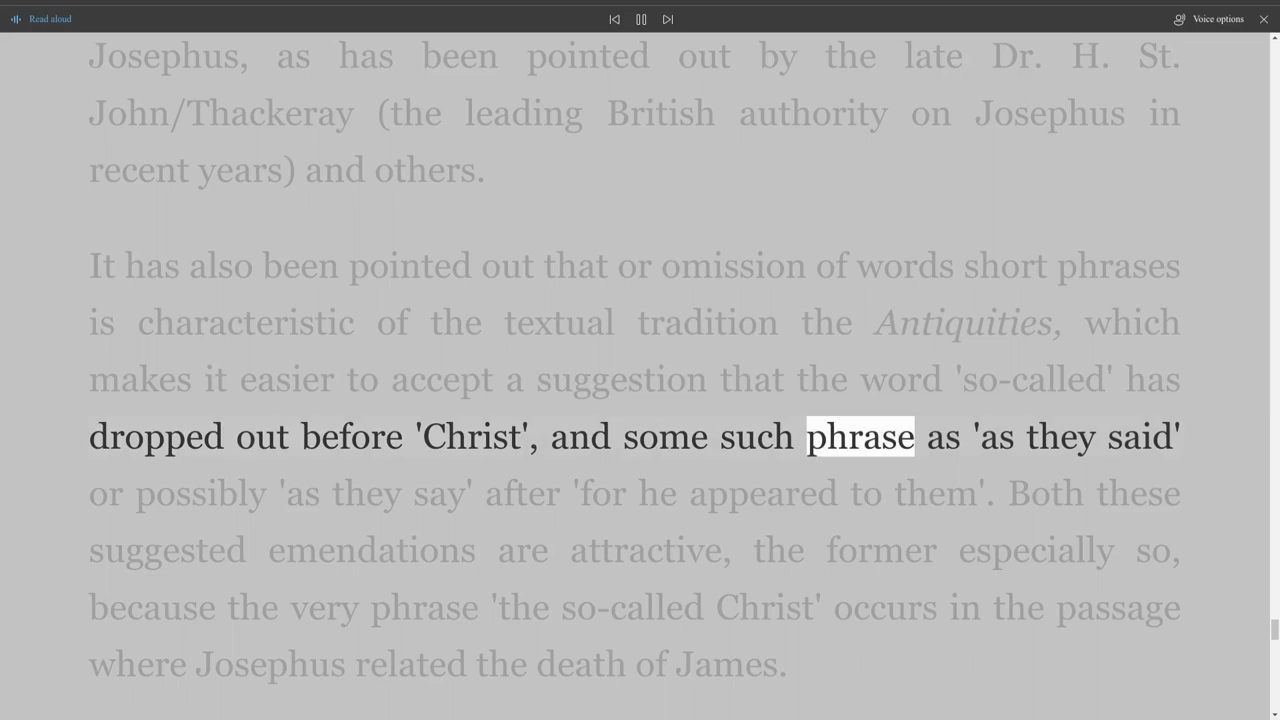 Read aloud
Voice options
Josephus, as has been pointed out by the late Dr. H. St.
John/Thackeray (the leading British authority on Josephus in
recent years) and others.
It has also been pointed out that or omission of words short phrases
is characteristic of the textual tradition the Antiquities, which
makes it easier to accept a suggestion that the word 'so-called' has
dropped out before 'Christ', and some such phrase as 'as they said'
or possibly 'as they say' after 'for he appeared to them'. Both these
suggested emendations are attractive, the former especially so,
because the very phrase 'the so-called Christ' occurs in the passage
where Josephus related the death of James.